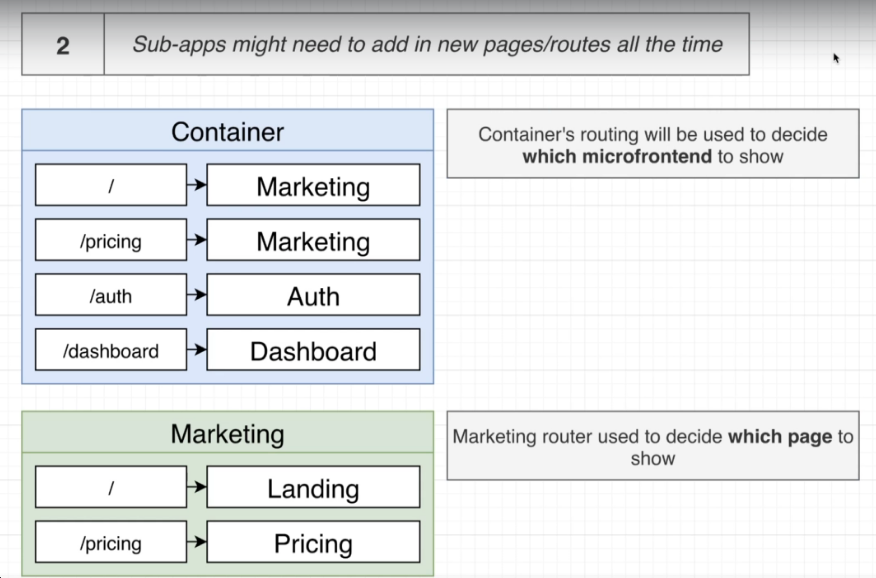 2
Sub-apps might need to add in new pages/routes all the time
Container
/
Marketing
/pricing
Marketing
/auth
Auth
/dashboard
Dashboard
Container's routing will be used to decide
which microfrontend to show
Marketing
/
Landing
/pricing
Pricing
Marketing router used to decide which page to
show